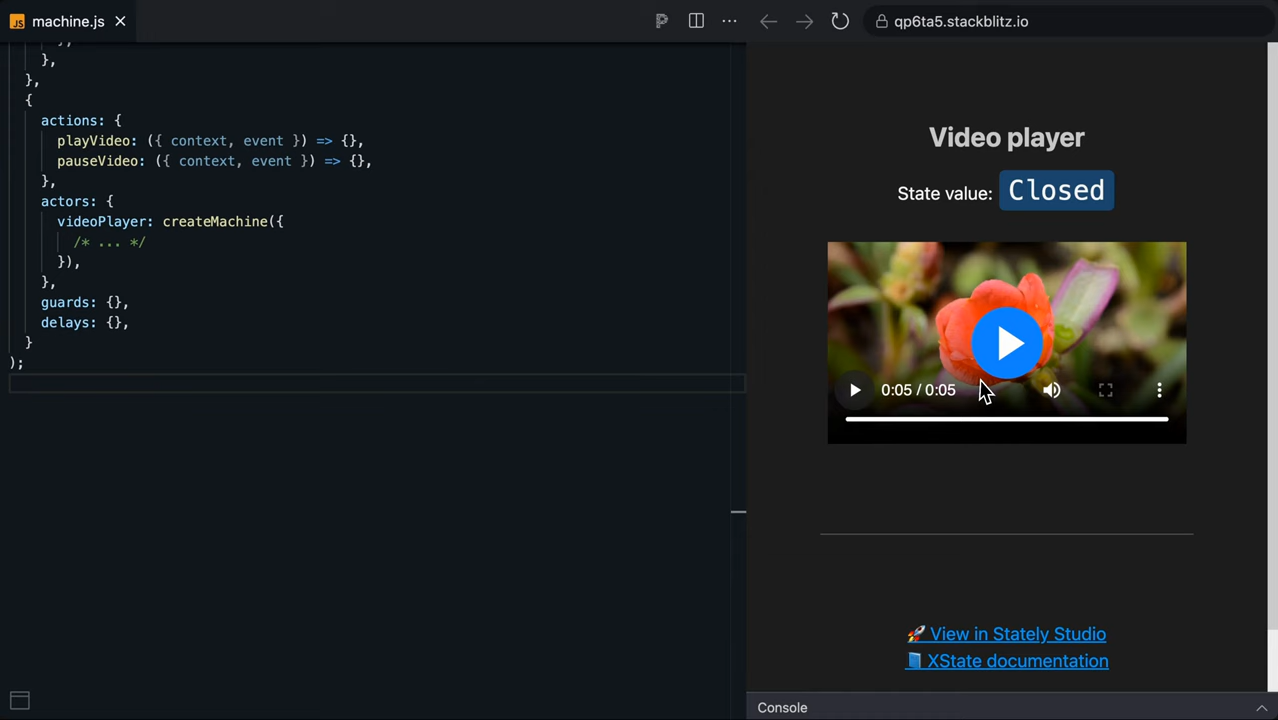 JS machine.js
qp6ta5.stackblitz.io
},
},
},
{
actions: {
playVideo: ({ context, event }) => {},
pauseVideo: ({ context, event }) => {},
},
actors: {
videoPlayer: createMachine({
/* ... */
}),
},
guards: {},
delays: {},
}
);
Video player
State value: Closed
0:05 / 0:05
🚀 View in Stately Studio
📘 XState documentation
Console